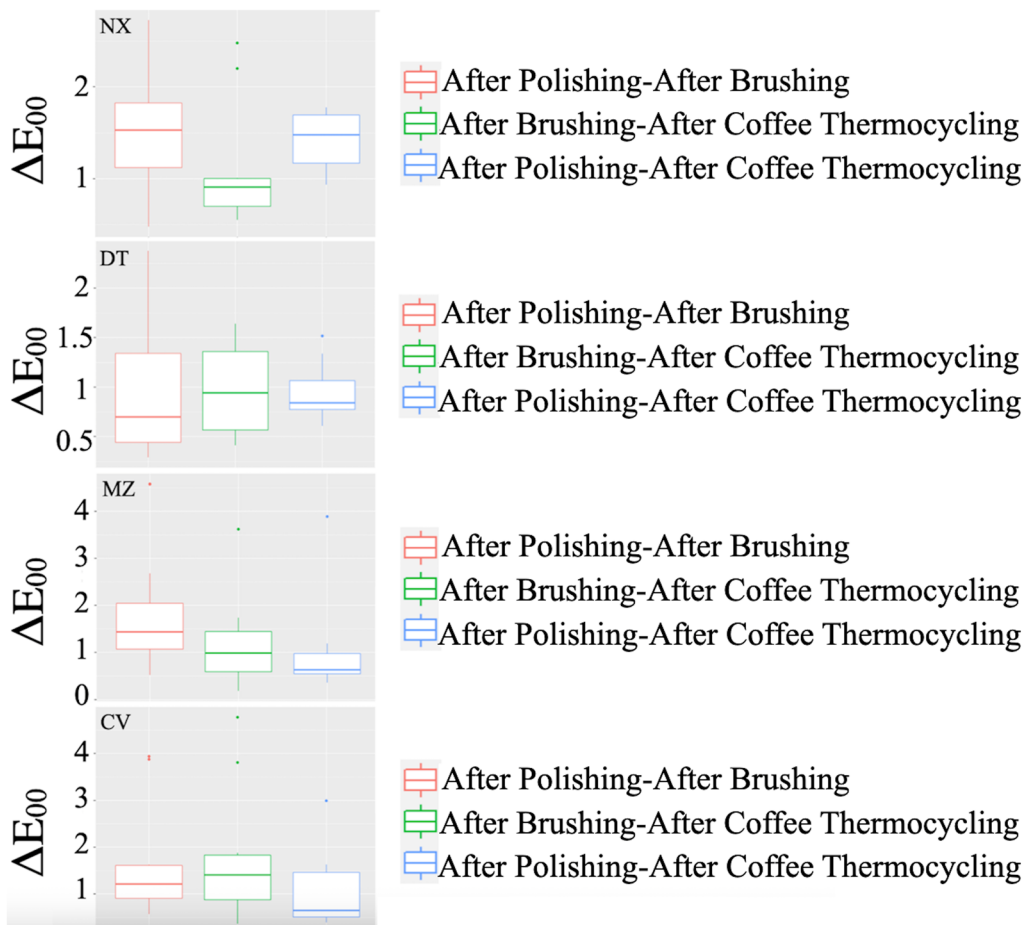 NX
2
1
ΔE00
After Polishing-After Brushing
After Brushing-After Coffee Thermocycling
After Polishing-After Coffee Thermocycling
DT
2
1.5
1
0.5
ΔE00
After Polishing-After Brushing
After Brushing-After Coffee Thermocycling
After Polishing-After Coffee Thermocycling
MZ
4
3
2
1
0
ΔE00
After Polishing-After Brushing
After Brushing-After Coffee Thermocycling
After Polishing-After Coffee Thermocycling
CV
4
3
2
1
ΔE00
After Polishing-After Brushing
After Brushing-After Coffee Thermocycling
After Polishing-After Coffee Thermocycling